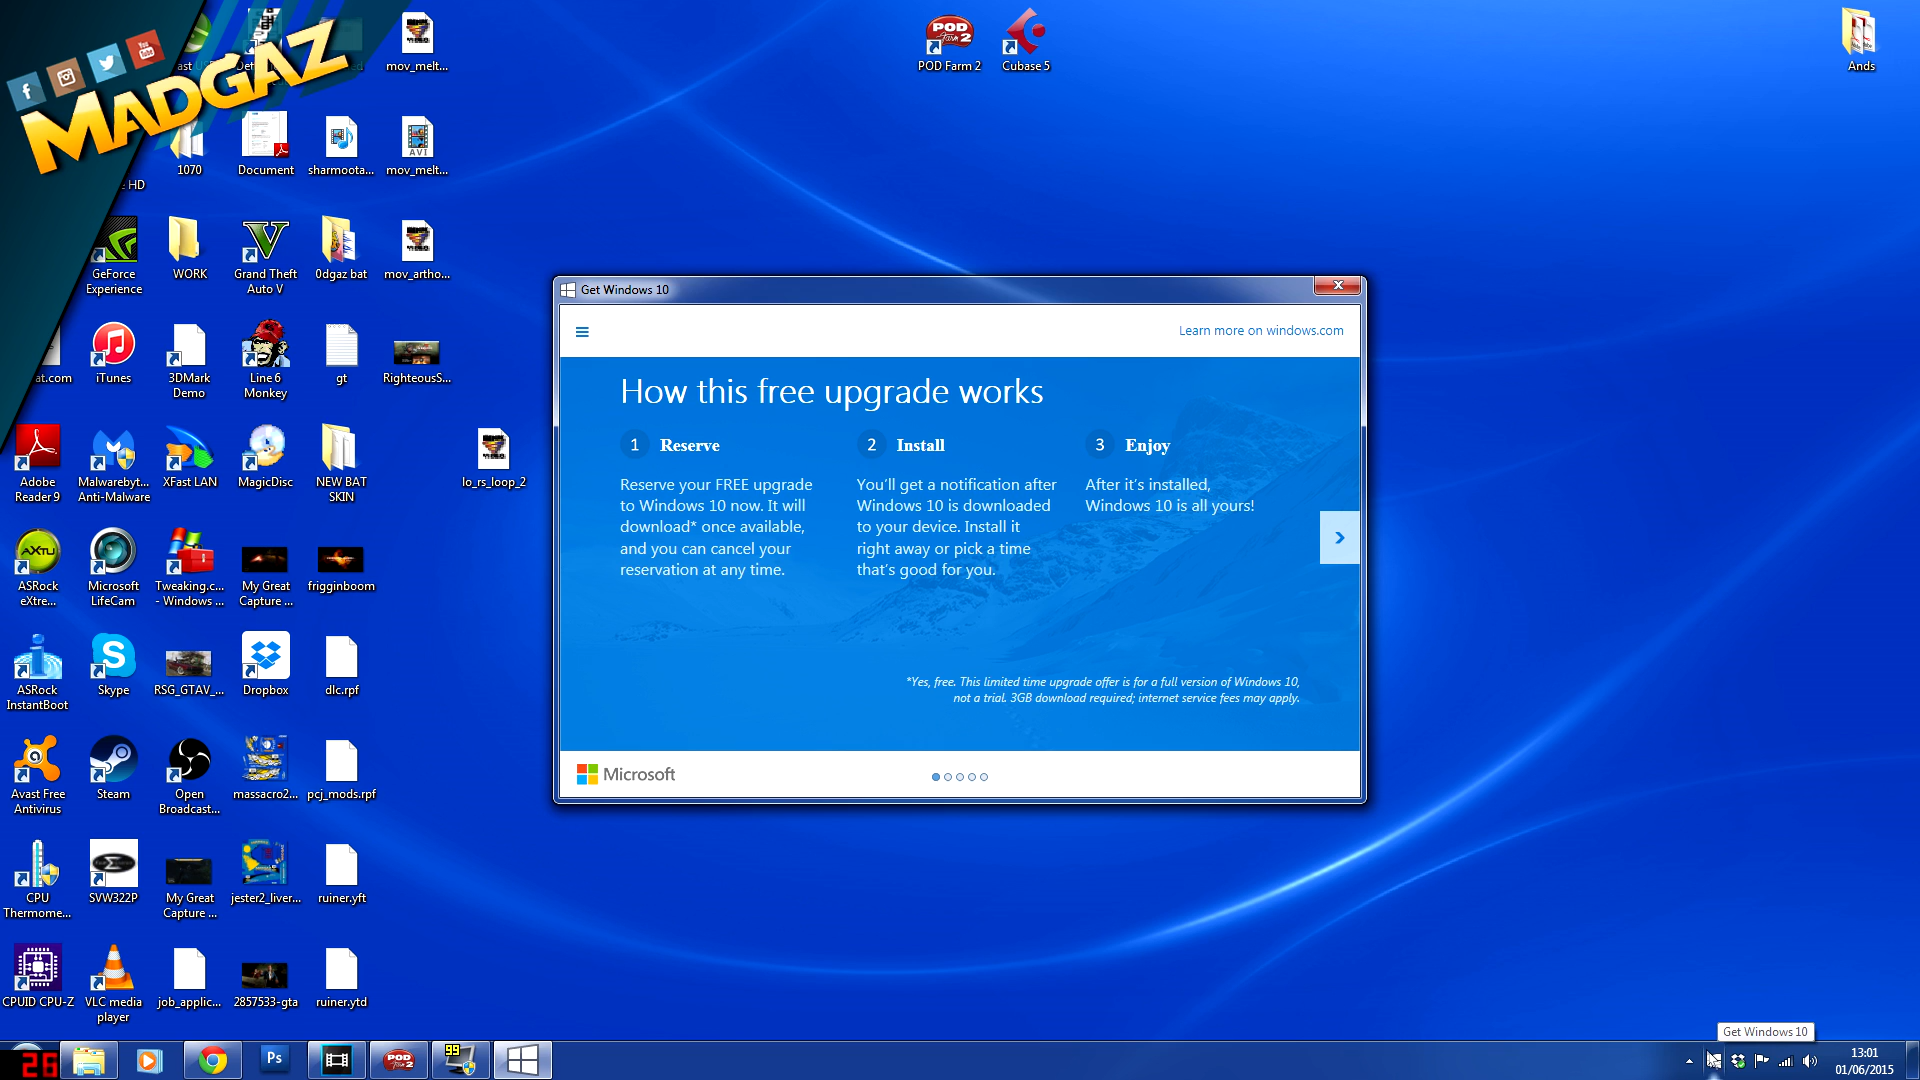 MADGAZ
POD Farm 2
Cubase 5
Ands
mov_melt...
1070
Document
sharmoota...
mov_melt...
HD
GeForce
Experience
WORK
Grand Theft
Auto V
0dgaz bat
mov_artho...
at.com
iTunes
3DMark
Demo
Line 6
Monkey
gt
RighteousS...
Adobe
Reader 9
Malwarebyt...
Anti-Malware
XFast LAN
MagicDisc
NEW BAT
SKIN
lo_rs_loop_2
ASRock
eXtre...
Microsoft
LifeCam
Tweaking.c...
- Windows ...
My Great
Capture ...
frigginboom
ASRock
InstantBoot
Skype
RSG_GTAV_...
Dropbox
dlc.rpf
Avast Free
Antivirus
Steam
Open
Broadcast...
massacro2...
pcj_mods.rpf
CPU
Thermome...
SVW322P
My Great
Capture ...
jester2_liver...
ruiner.yft
CPUID CPU-Z
VLC media
player
job_applic...
2857533-gta
ruiner.ytd
Get Windows 10
Learn more on windows.com
How this free upgrade works
1 Reserve
Reserve your FREE upgrade
to Windows 10 now. It will
download* once available,
and you can cancel your
reservation at any time.
2 Install
You'll get a notification after
Windows 10 is downloaded
to your device. Install it
right away or pick a time
that's good for you.
3 Enjoy
After it's installed,
Windows 10 is all yours!
*Yes, free. This limited time upgrade offer is for a full version of Windows 10,
not a trial. 3GB download required; internet service fees may apply.
Microsoft
Get Windows 10
26
Ps
POD
Farm 2
99
13:01
01/06/2015